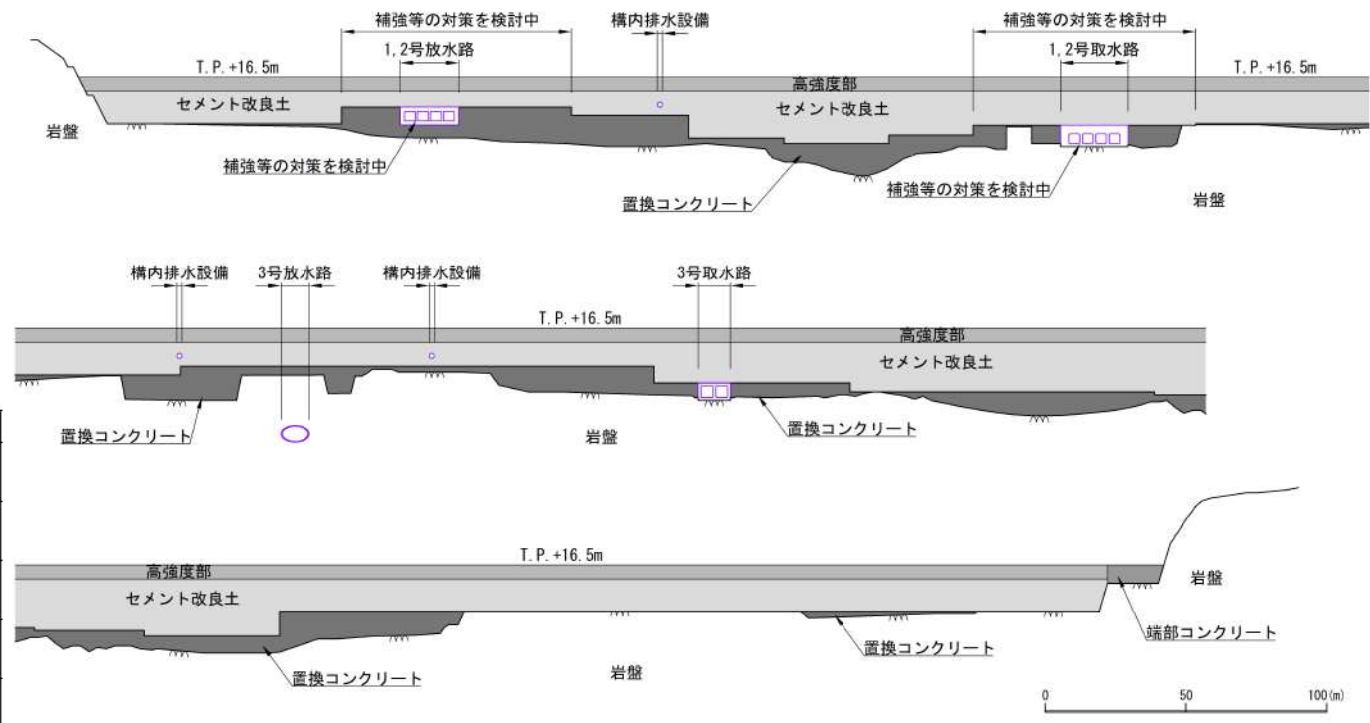 補強等の対策を検討中
構内排水設備
補強等の対策を検討中
1,2号放水路
1,2号取水路
T.P.+16.5m
T.P.+16.5m
高強度部
セメント改良土
セメント改良土
岩盤
補強等の対策を検討中
置換コンクリート
補強等の対策を検討中
岩盤
構内排水設備
3号放水路
構内排水設備
3号取水路
T.P.+16.5m
高強度部
セメント改良土
置換コンクリート
岩盤
置換コンクリート
T.P.+16.5m
高強度部
セメント改良土
岩盤
端部コンクリート
置換コンクリート
置換コンクリート
岩盤
0 50 100(m)